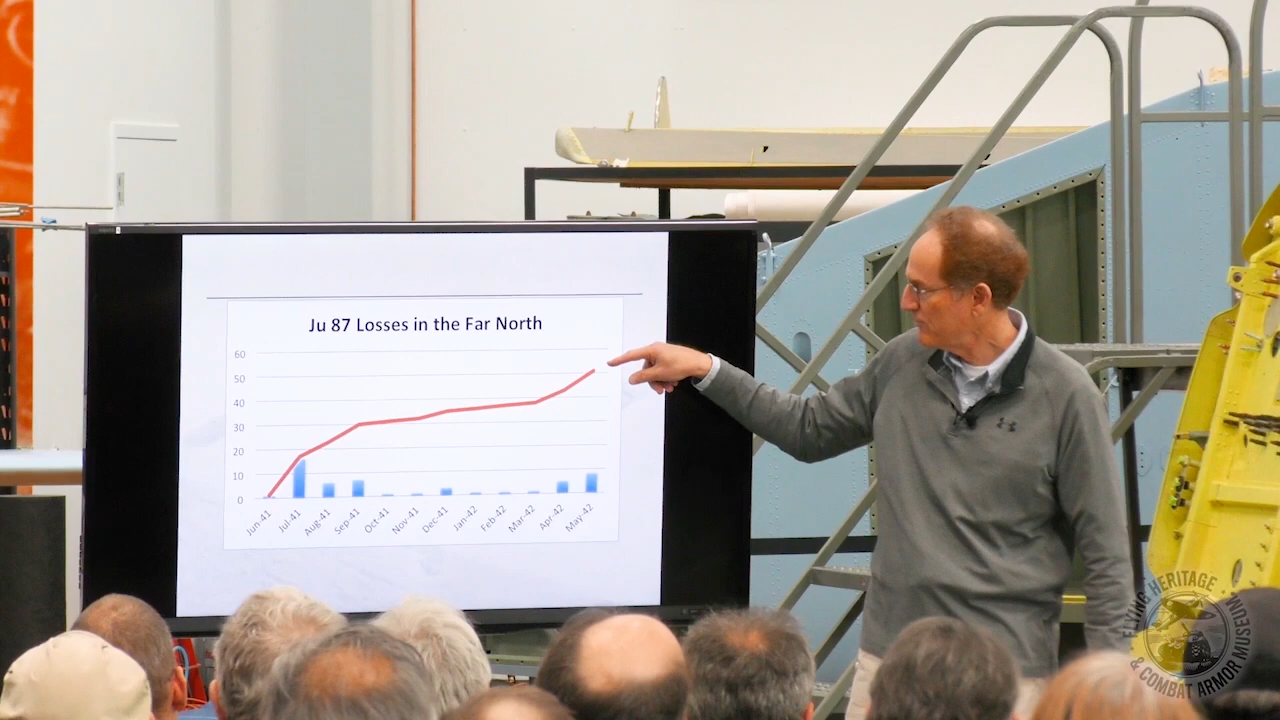 Ju 87 Losses in the Far North
60
50
40
30
20
10
0
Jun-41
Jul-41
Aug-41
Sep-41
Oct-41
Nov-41
Dec-41
Jan-42
Feb-42
Mar-42
Apr-42
May-42
FLYING HERITAGE
& COMBAT ARMOR MUSEUM